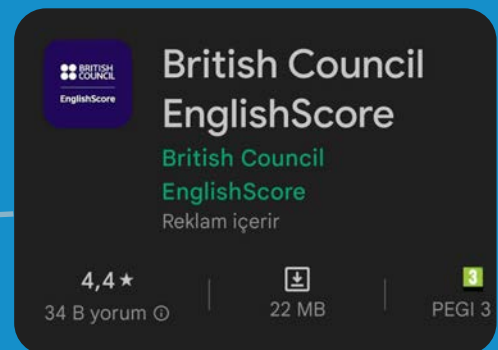 BRITISH
COUNCIL
EnglishScore
British Council
EnglishScore
British Council
EnglishScore
Reklam içerir
4,4★
34 B yorum
22 MB
3
PEGI 3